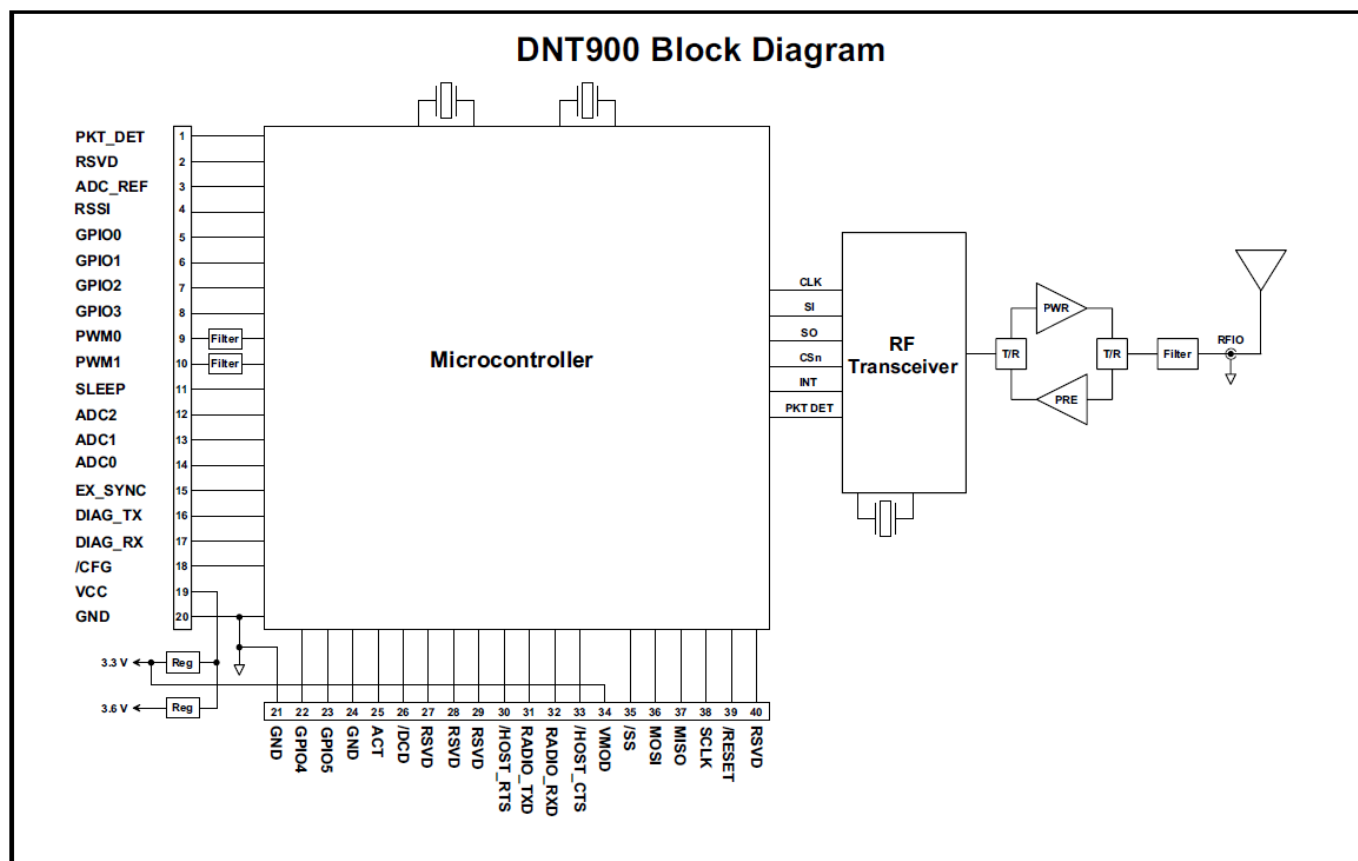 DNT900 Block Diagram
PKT_DET 1
RSVD 2
ADC_REF 3
RSSI 4
GPIO0 5
GPIO1 6
GPIO2 7
GPIO3 8
PWM0 9 Filter
PWM1 10 Filter
SLEEP 11
ADC2 12
ADC1 13
ADC0 14
EX_SYNC 15
DIAG_TX 16
DIAG_RX 17
/CFG 18
VCC 19
GND 20
Microcontroller
CLK
SI
SO
CSn
INT
PKT DET
RF
Transceiver
T/R
PWR
PRE
T/R
Filter
RFIO
3.3 V Reg
3.6 V Reg
21 GND
22 GPIO4
23 GPIO5
24 GND
25 ACT
26 /DCD
27 RSVD
28 RSVD
29 RSVD
30 /HOST_RTS
31 RADIO_TXD
32 RADIO_RXD
33 /HOST_CTS
34 VMOD
35 /SS
36 MOSI
37 MISO
38 SCLK
39 /RESET
40 RSVD